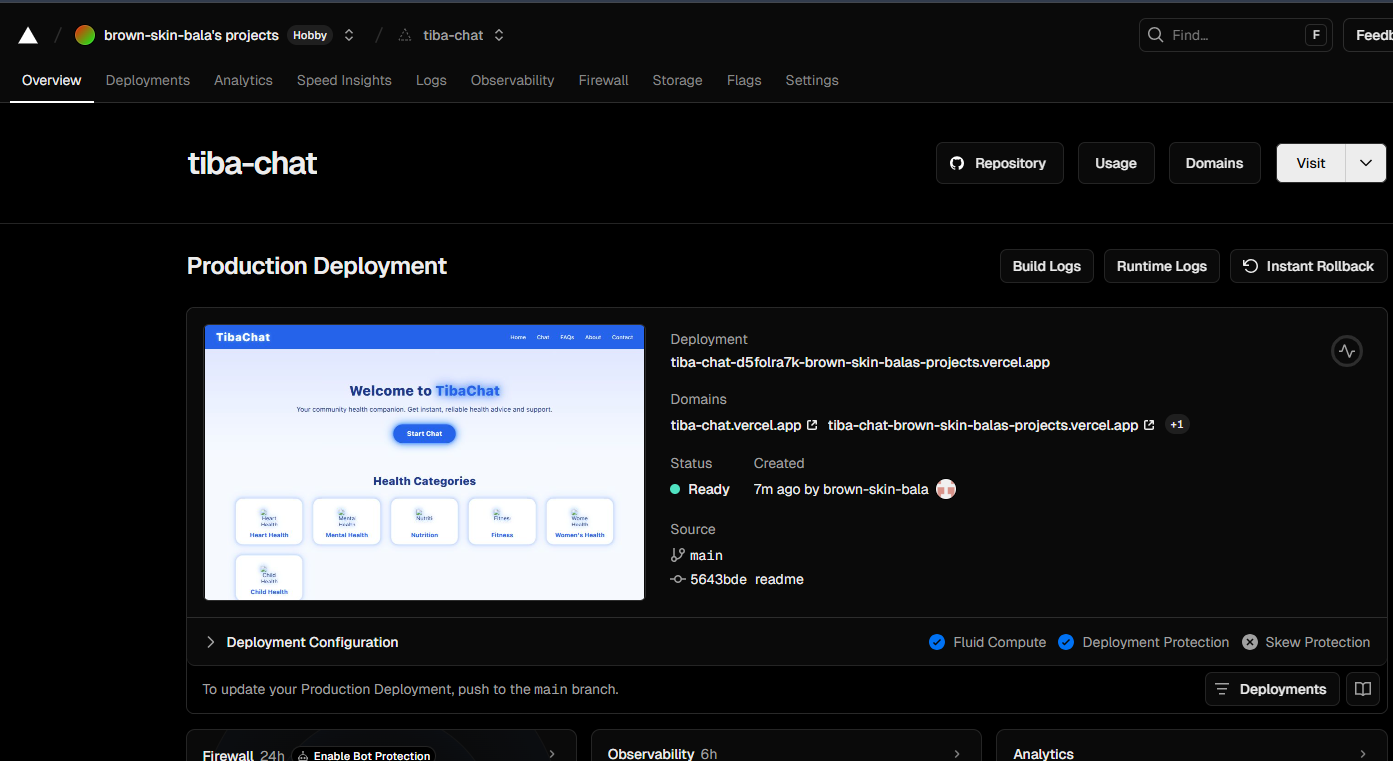 brown-skin-bala's projects Hobby tiba-chat Find... F Feedb
Overview Deployments Analytics Speed Insights Logs Observability Firewall Storage Flags Settings
tiba-chat
Repository Usage Domains Visit
Production Deployment
Build Logs Runtime Logs Instant Rollback
TibaChat Home Chat FAQs About Contact
Welcome to TibaChat
Your community health companion. Get instant, reliable health advice and support.
Start Chat
Health Categories
Heart Health
Heart Health
Menta Health
Mental Health
Nutriti
Nutrition
Fitnes
Fitness
Wome Health
Women's Health
Child Health
Child Health
Deployment
tiba-chat-d5folra7k-brown-skin-balas-projects.vercel.app
Domains
tiba-chat.vercel.app tiba-chat-brown-skin-balas-projects.vercel.app +1
Status Created
Ready 7m ago by brown-skin-bala
Source
main
5643bde readme
Deployment Configuration Fluid Compute Deployment Protection Skew Protection
To update your Production Deployment, push to the main branch. Deployments
Firewall 24h Enable Bot Protection
Observability 6h
Analytics